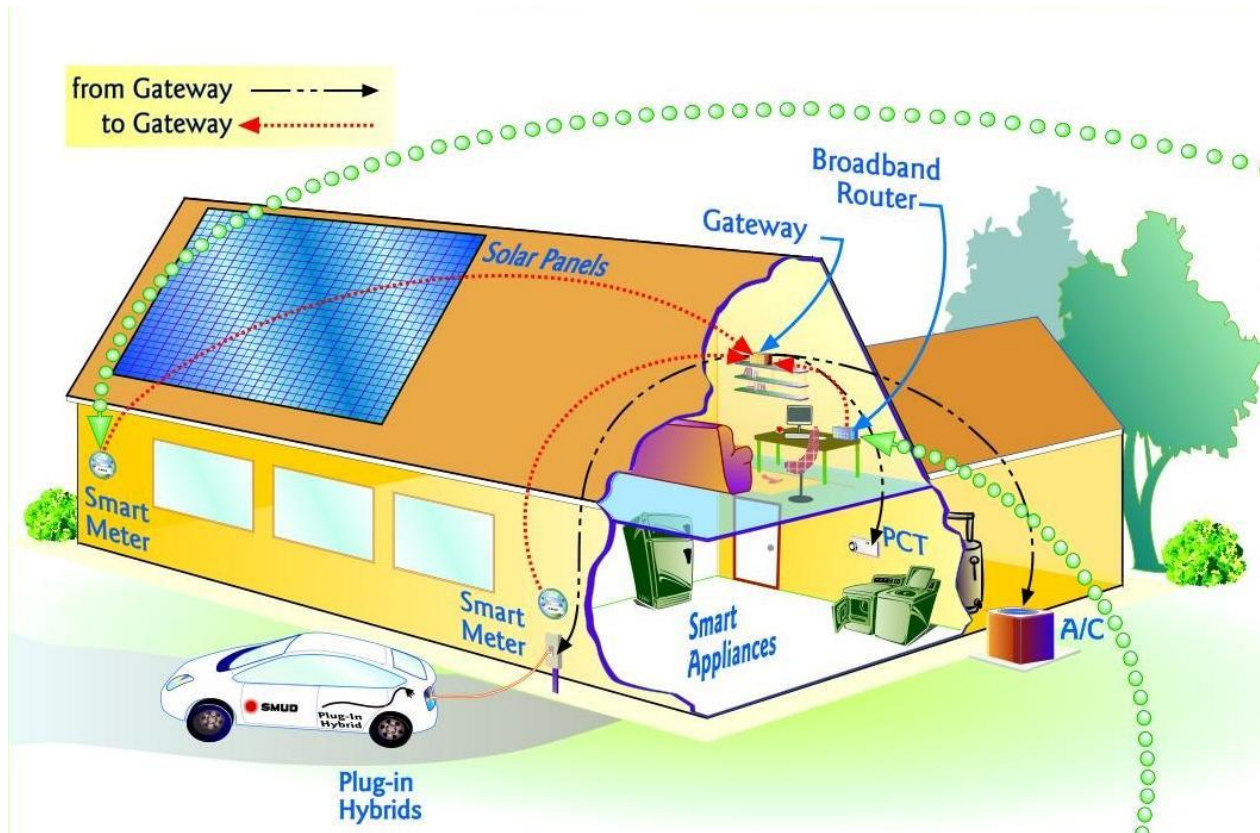 from Gateway
to Gateway
Broadband
Router
Gateway
Solar Panels
Smart
Meter
PCT
Smart
Meter
Smart
Appliances
A/C
SMUD
Plug-In
Hybrid
Plug-in
Hybrids